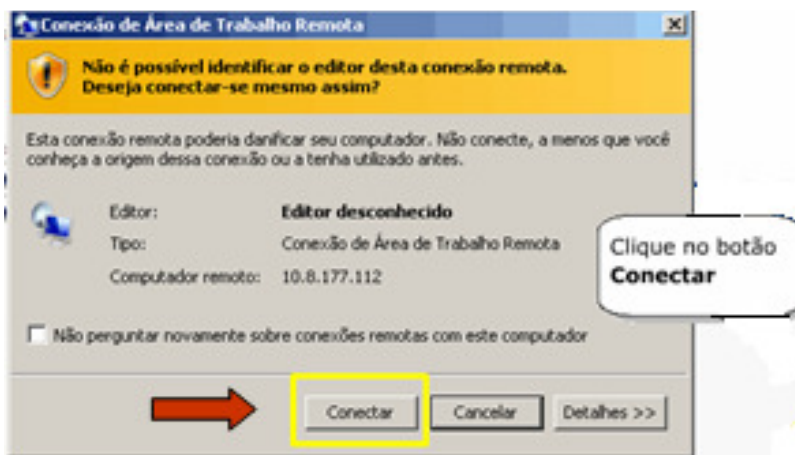 Conexão de Área de Trabalho Remota
Não é possível identificar o editor desta conexão remota.
Deseja conectar-se mesmo assim?
Esta conexão remota poderia danificar seu computador. Não conecte, a menos que você
conheça a origem dessa conexão ou a tenha utilizado antes.
Editor: Editor desconhecido
Tipo: Conexão de Área de Trabalho Remota
Computador remoto: 10.8.177.112
Clique no botão
Conectar
Não perguntar novamente sobre conexões remotas com este computador
Conectar Cancelar Detalhes >>